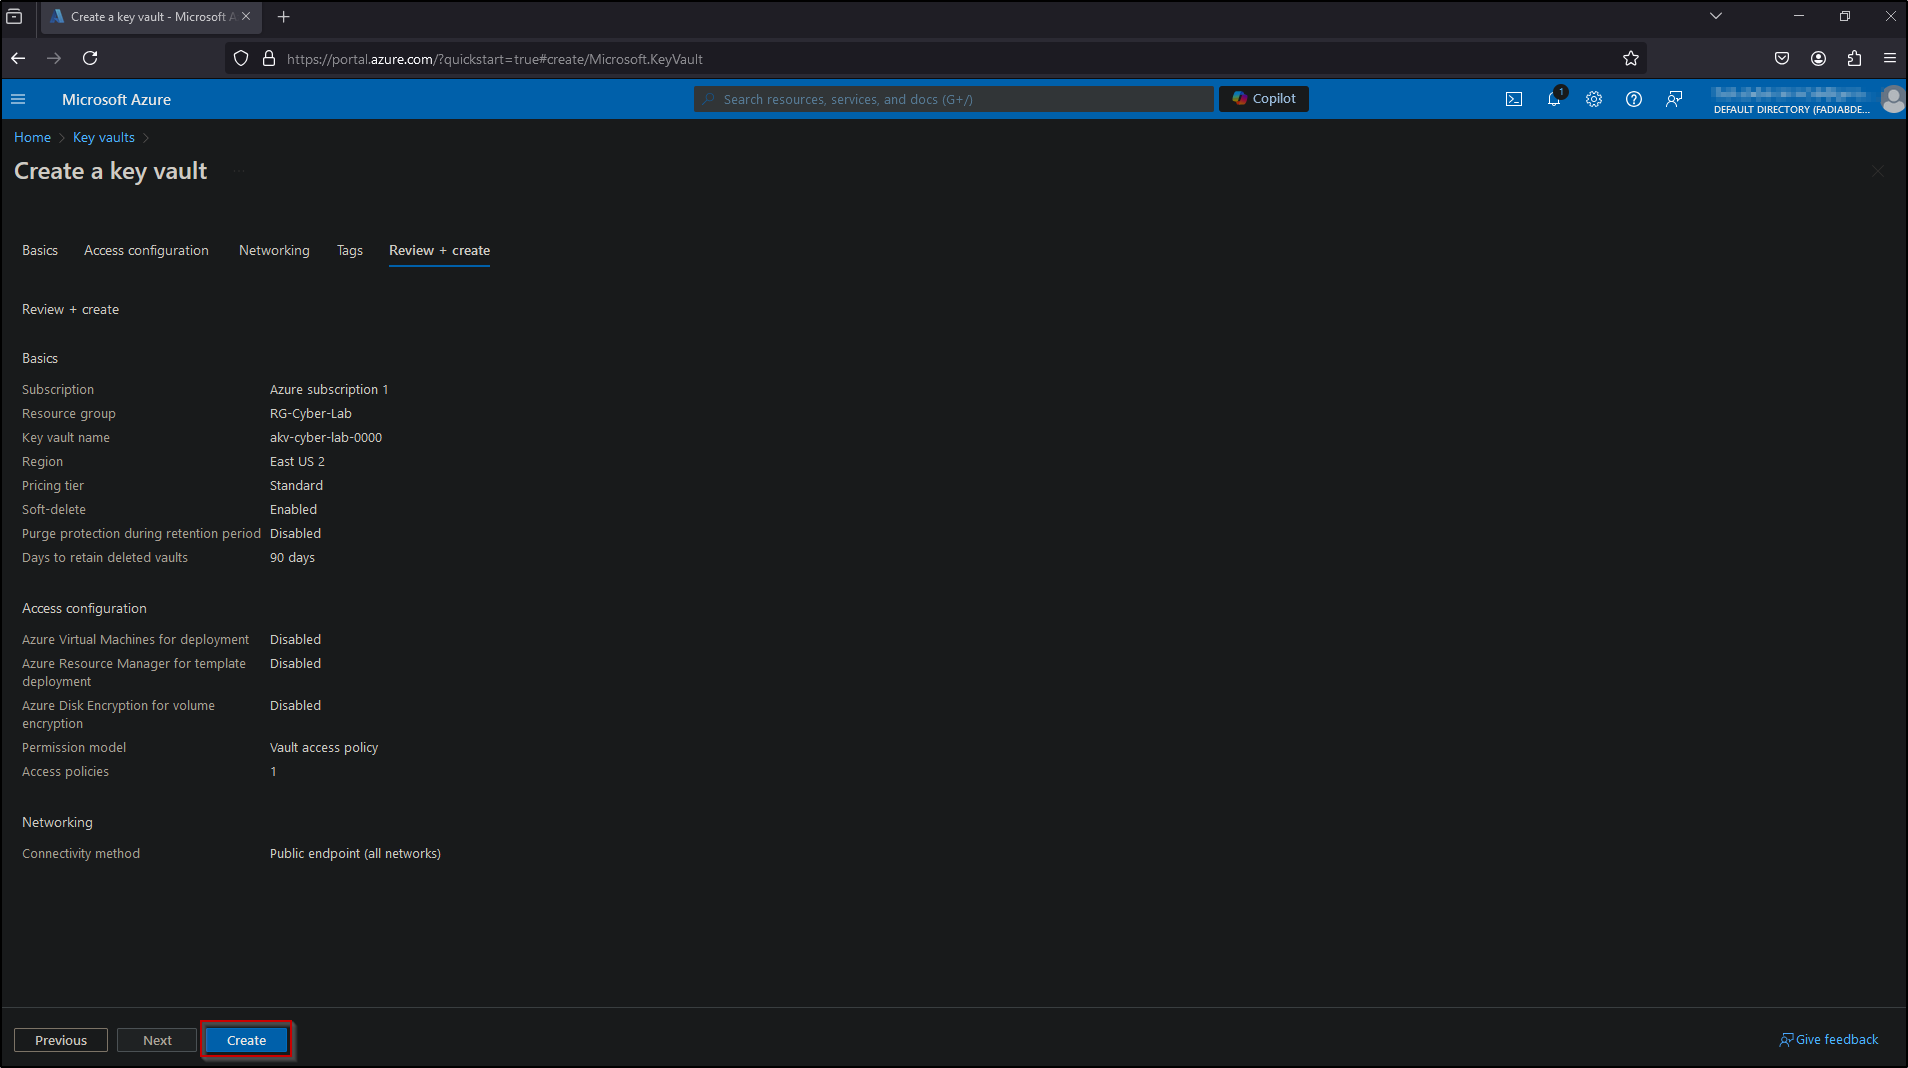 Create a key vault - Microsoft A
https://portal.azure.com/?quickstart=true#create/Microsoft.KeyVault
Microsoft Azure
Search resources, services, and docs (G+/)
Copilot
1
DEFAULT DIRECTORY (FADIABDE...
Home > Key vaults >
Create a key vault ...
Basics Access configuration Networking Tags Review + create
Review + create
Basics
Subscription Azure subscription 1
Resource group RG-Cyber-Lab
Key vault name akv-cyber-lab-0000
Region East US 2
Pricing tier Standard
Soft-delete Enabled
Purge protection during retention period Disabled
Days to retain deleted vaults 90 days
Access configuration
Azure Virtual Machines for deployment Disabled
Azure Resource Manager for template Disabled
deployment
Azure Disk Encryption for volume Disabled
encryption
Permission model Vault access policy
Access policies 1
Networking
Connectivity method Public endpoint (all networks)
Previous Next Create Give feedback